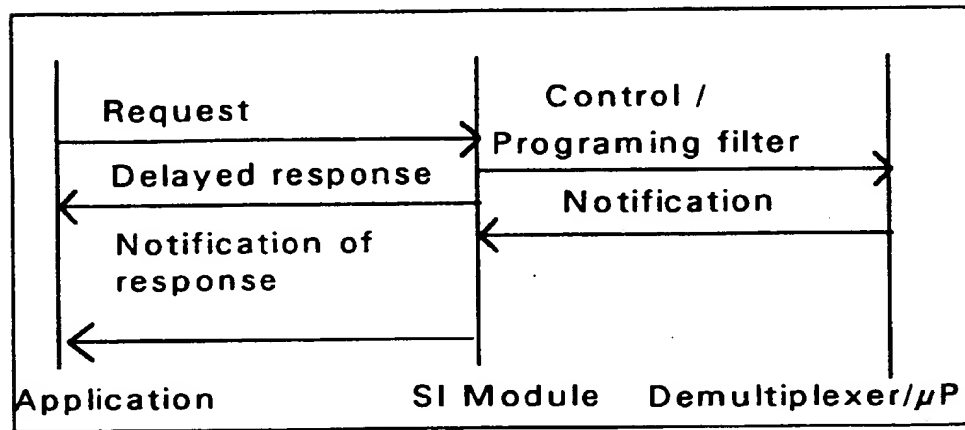 Request
Control /
Programing filter
Delayed response
Notification
Notification of
response
Application
SI Module
Demultiplexer/µP